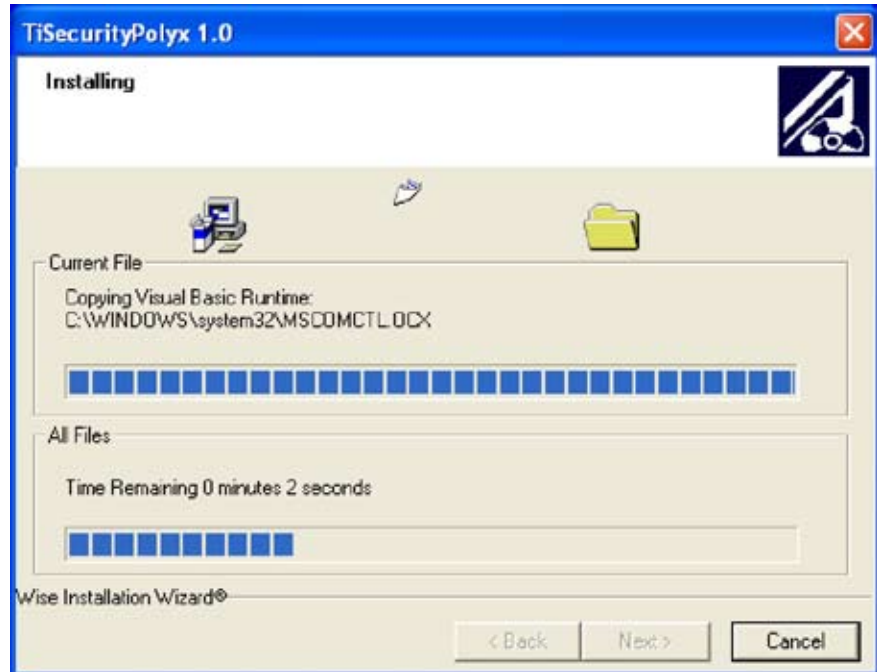 TiSecurityPolyx 1.0
Installing
Current File
Copying Visual Basic Runtime:
C:\WINDOWS\system32\MSCOMCTL.OCX
All Files
Time Remaining 0 minutes 2 seconds
Wise Installation Wizard®
< Back Next > Cancel